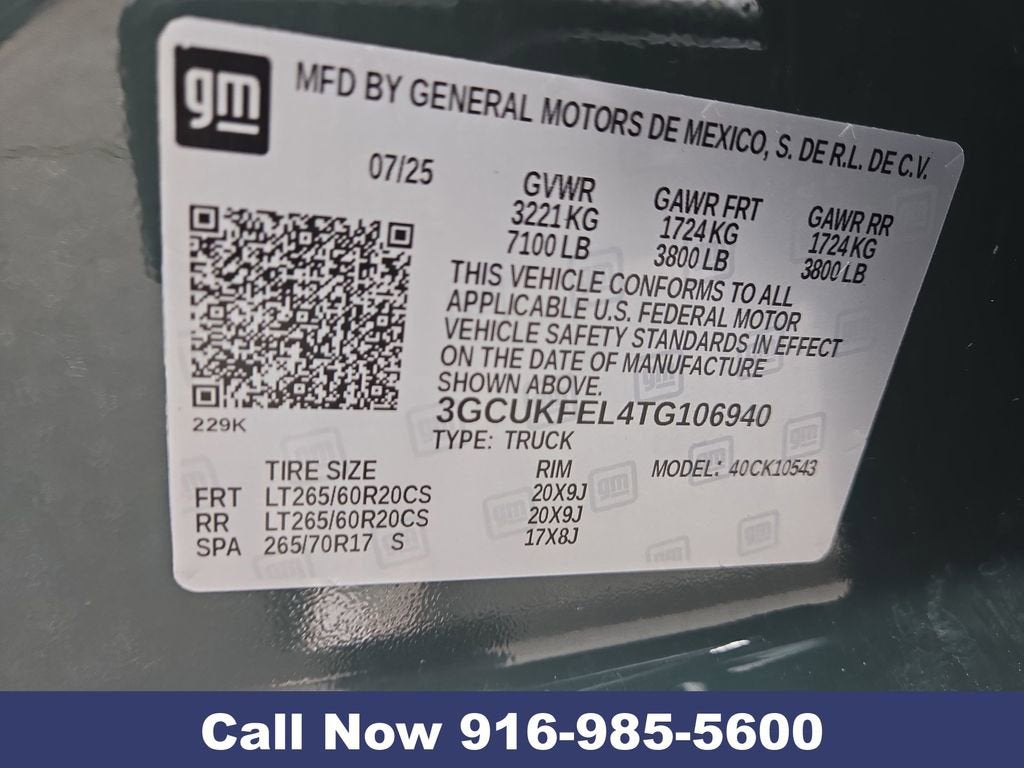 gm
MFD BY GENERAL MOTORS DE MEXICO, S. DE R.L. DE C.V.
07/25
GVWR GAWR FRT GAWR RR
3221 KG 1724 KG 1724 KG
7100 LB 3800 LB 3800 LB
THIS VEHICLE CONFORMS TO ALL
APPLICABLE U.S. FEDERAL MOTOR
VEHICLE SAFETY STANDARDS IN EFFECT
ON THE DATE OF MANUFACTURE
SHOWN ABOVE.
229K
3GCUKFEL4TG106940
TYPE: TRUCK
TIRE SIZE RIM MODEL: 40CK10543
FRT LT265/60R20CS 20X9J
RR LT265/60R20CS 20X9J
SPA 265/70R17 S 17X8J
Call Now 916-985-5600